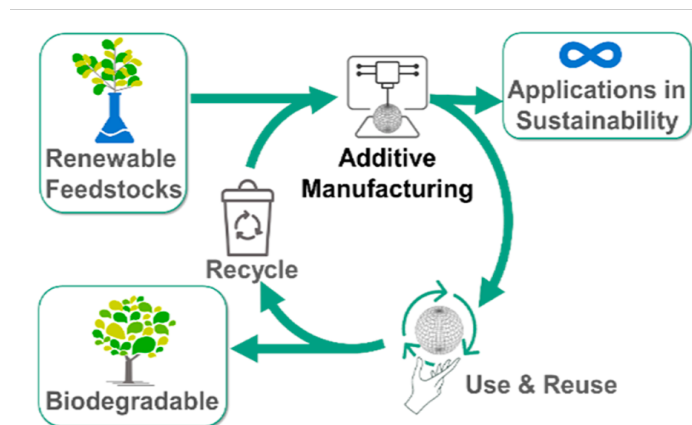 Renewable
Feedstocks
Additive
Manufacturing
Applications in
Sustainability
Recycle
Biodegradable
Use & Reuse